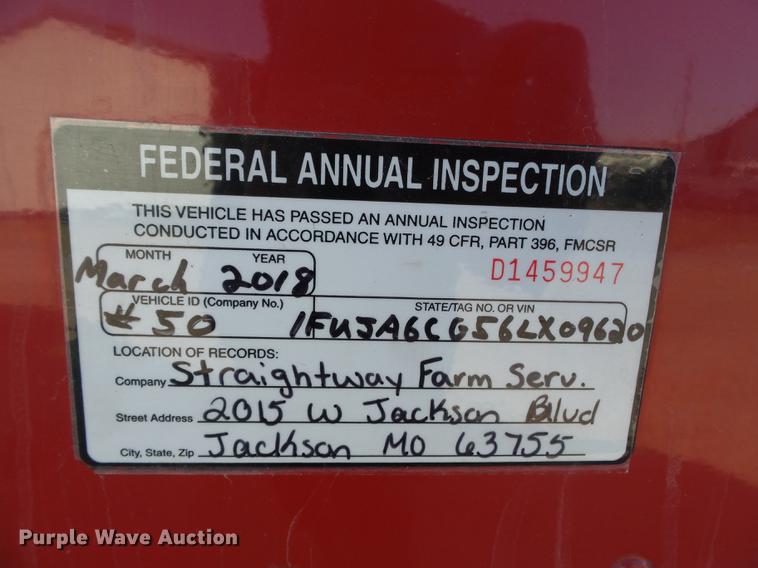 FEDERAL ANNUAL INSPECTION
THIS VEHICLE HAS PASSED AN ANNUAL INSPECTION
CONDUCTED IN ACCORDANCE WITH 49 CFR, PART 396, FMCSR
MONTH YEAR
March 2018 D1459947
VEHICLE ID (Company No.) STATE/TAG NO. OR VIN
#50 1FUJA6CG56LX09620
LOCATION OF RECORDS:
Company Straightway Farm Serv.
Street Address 2015 W Jackson Blvd
City, State, Zip Jackson MO 63755
Purple Wave Auction